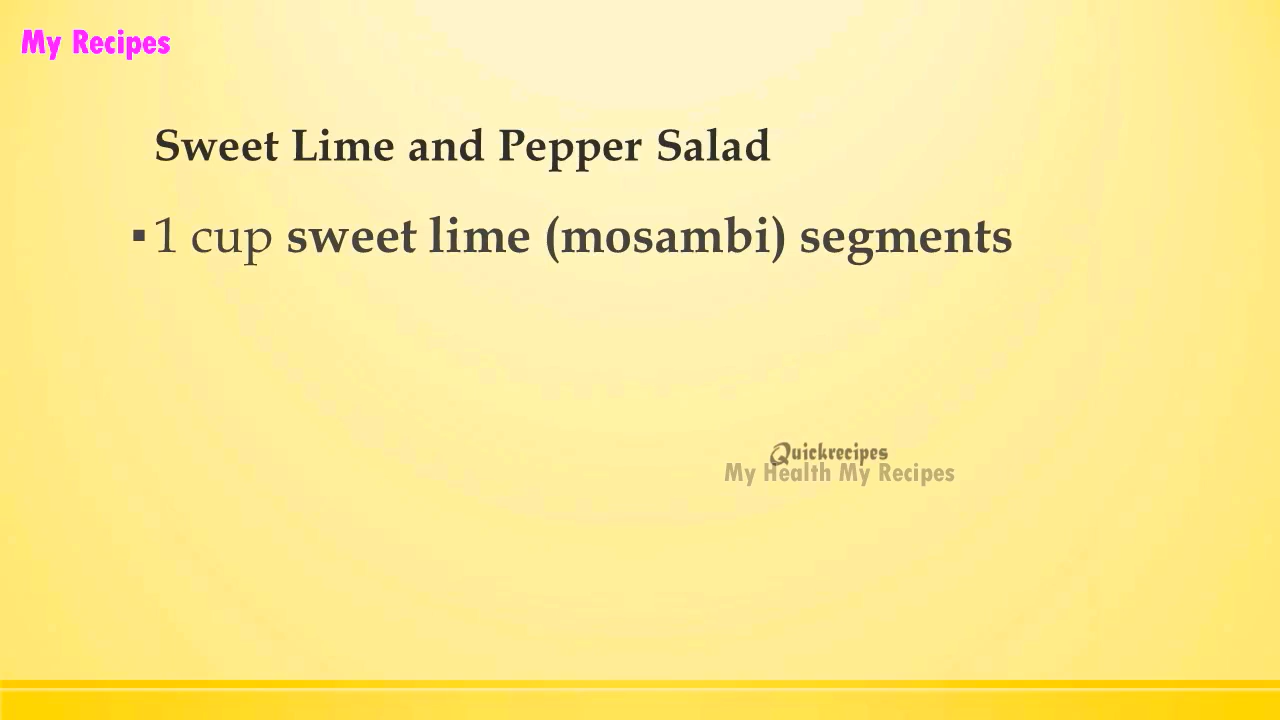 My Recipes
Sweet Lime and Pepper Salad
▪ 1 cup sweet lime (mosambi) segments
Quickrecipes
My Health My Recipes